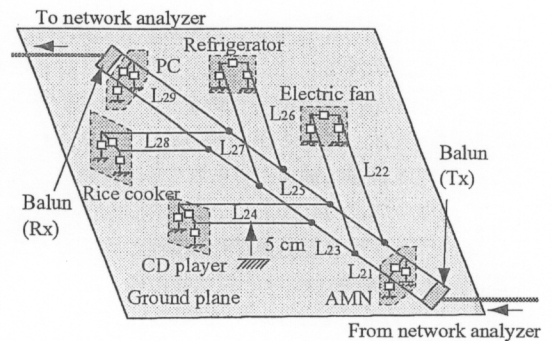 To network analyzer
Refrigerator
PC
L29
Electric fan
L26
L28
L27
L22
Balun
(Tx)
L25
Rice cooker
Balun
(Rx)
L24
5 cm
L23
CD player
L21
Ground plane
AMN
From network analyzer